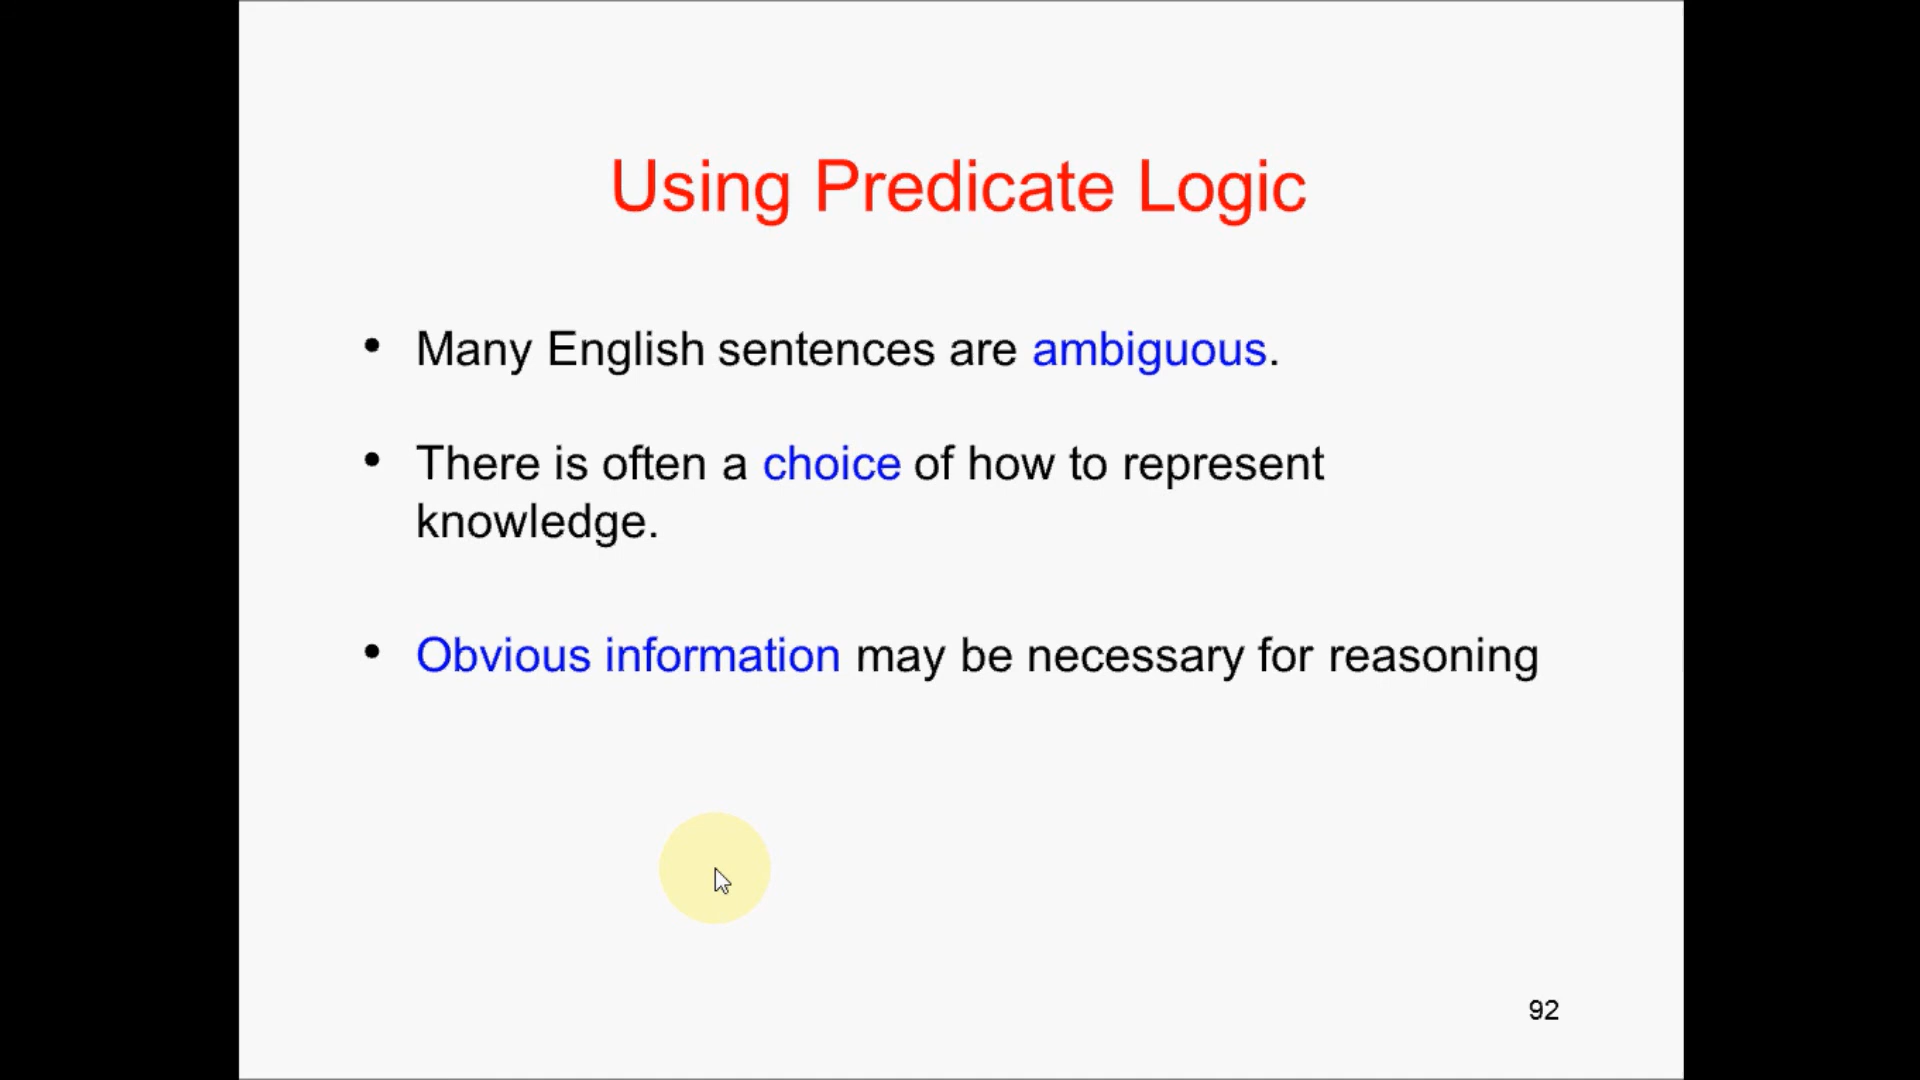 Using Predicate Logic
• Many English sentences are ambiguous.
• There is often a choice of how to represent
knowledge.
• Obvious information may be necessary for reasoning
92